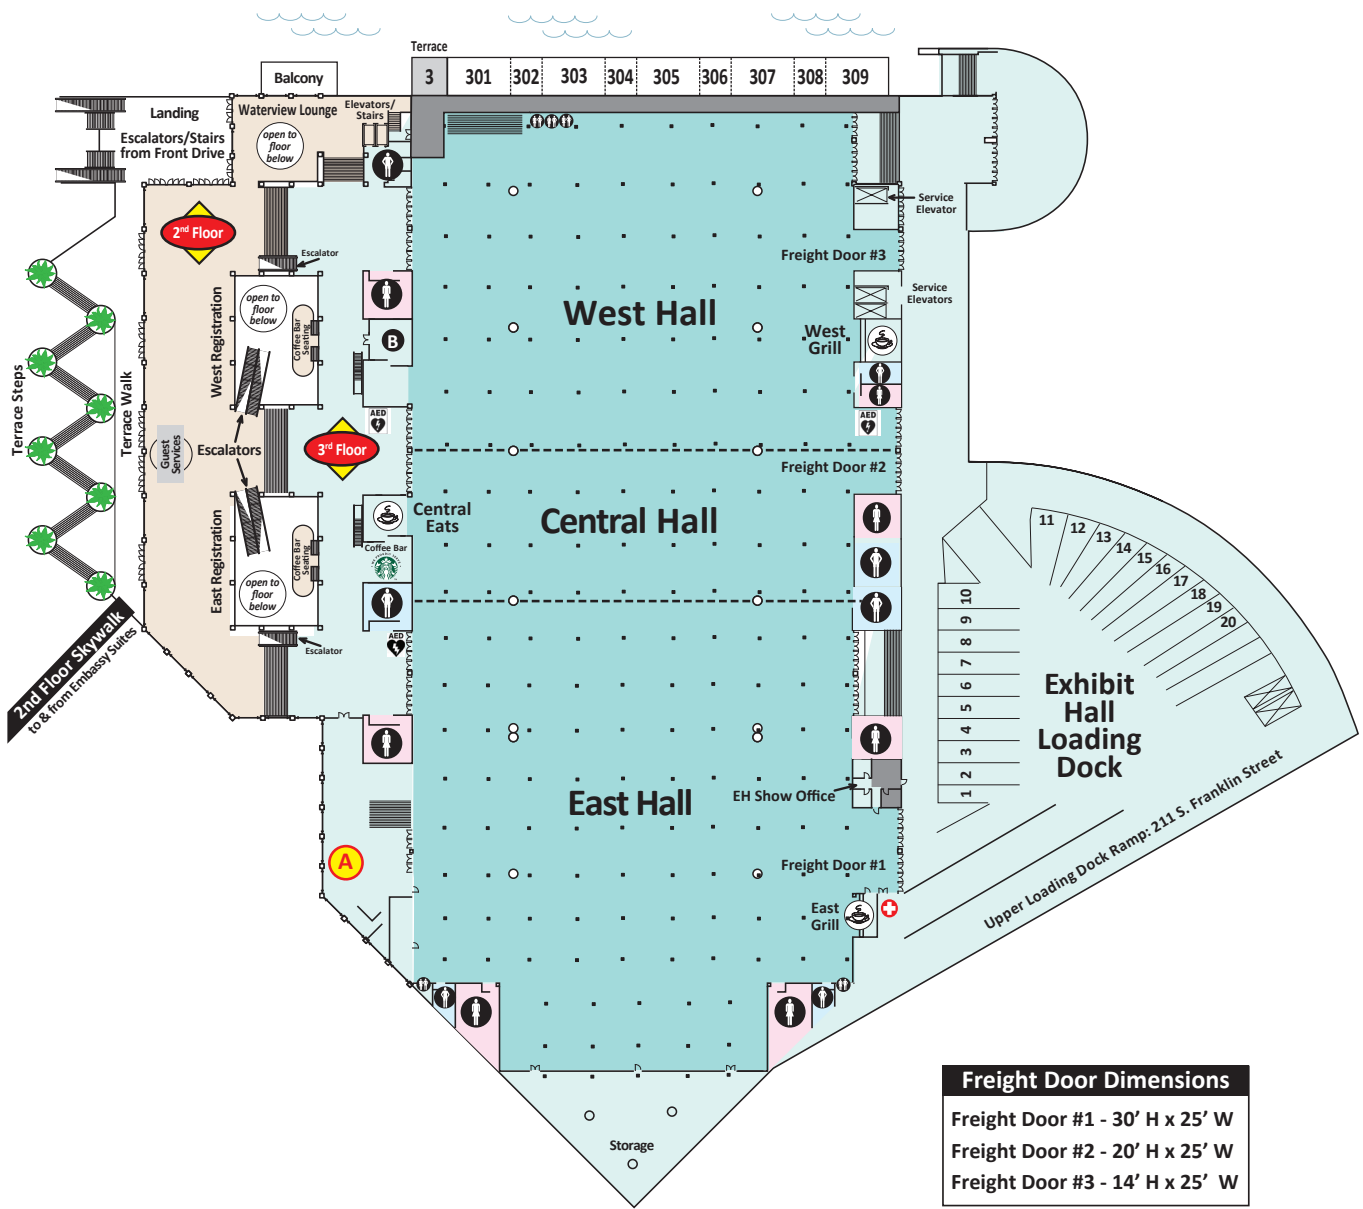 Terrace
3
301
302
303
304
305
306
307
308
309
Balcony
Landing
Escalators/Stairs
from Front Drive
Waterview Lounge
Elevators/
Stairs
open to
floor
below
2nd Floor
Escalator
Service
Elevator
Freight Door #3
Service
Elevators
West Hall
West
Grill
B
open to
floor
below
Coffee Bar
Seating
West Registration
Terrace Steps
Terrace Walk
Guest
Services
Escalators
AED
3rd Floor
AED
Freight Door #2
Central
Eats
Central Hall
Coffee Bar
East Registration
Coffee Bar
Seating
open to
floor
below
AED
Escalator
2nd Floor Skywalk
to & from Embassy Suites
11
12
13
14
15
16
17
18
19
20
10
9
8
7
6
5
4
3
2
1
Exhibit
Hall
Loading
Dock
EH Show Office
East Hall
A
Freight Door #1
East
Grill
Upper Loading Dock Ramp: 211 S. Franklin Street
Storage
Freight Door Dimensions
Freight Door #1 - 30’ H x 25’ W
Freight Door #2 - 20’ H x 25’ W
Freight Door #3 - 14’ H x 25’ W